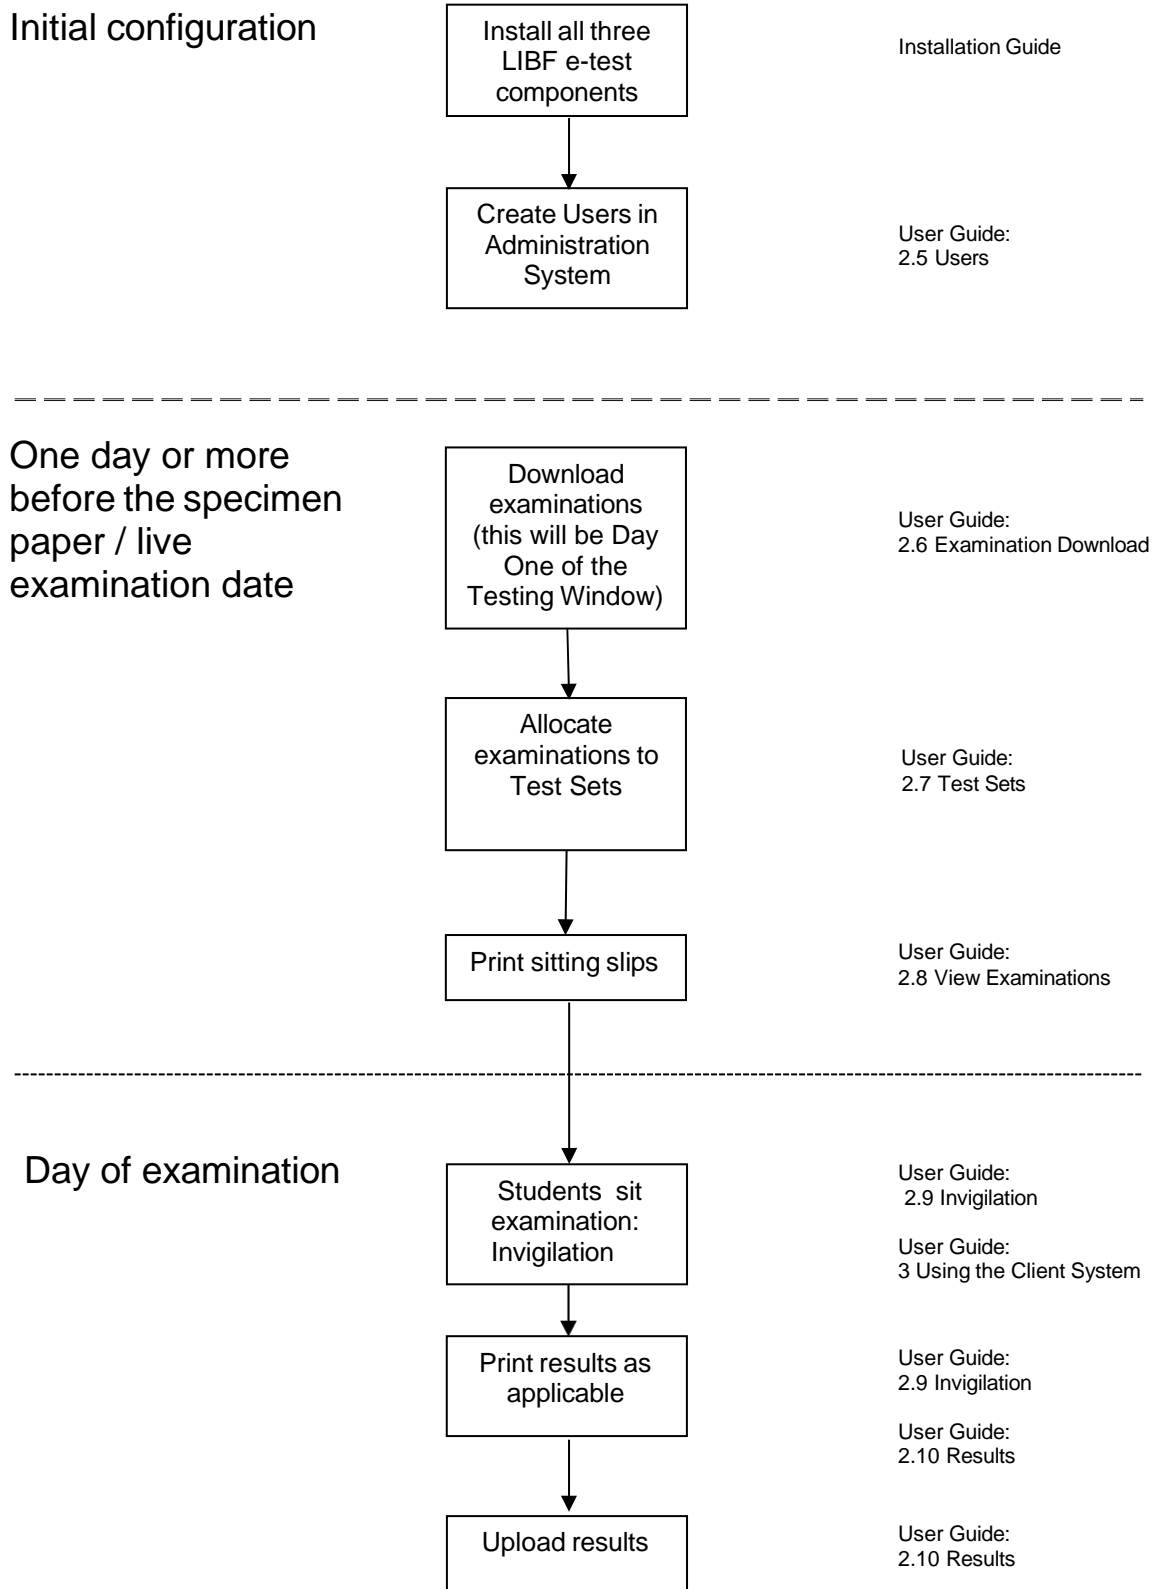 Initial configuration
Install all three
LIBF e-test
components
Installation Guide
Create Users in
Administration
System
User Guide:
2.5 Users
One day or more
before the specimen
paper / live
examination date
Download
examinations
(this will be Day
One of the
Testing Window)
User Guide:
2.6 Examination Download
Allocate
examinations to
Test Sets
User Guide:
2.7 Test Sets
Print sitting slips
User Guide:
2.8 View Examinations
Day of examination
Students sit
examination:
Invigilation
User Guide:
2.9 Invigilation
User Guide:
3 Using the Client System
Print results as
applicable
User Guide:
2.9 Invigilation
User Guide:
2.10 Results
Upload results
User Guide:
2.10 Results